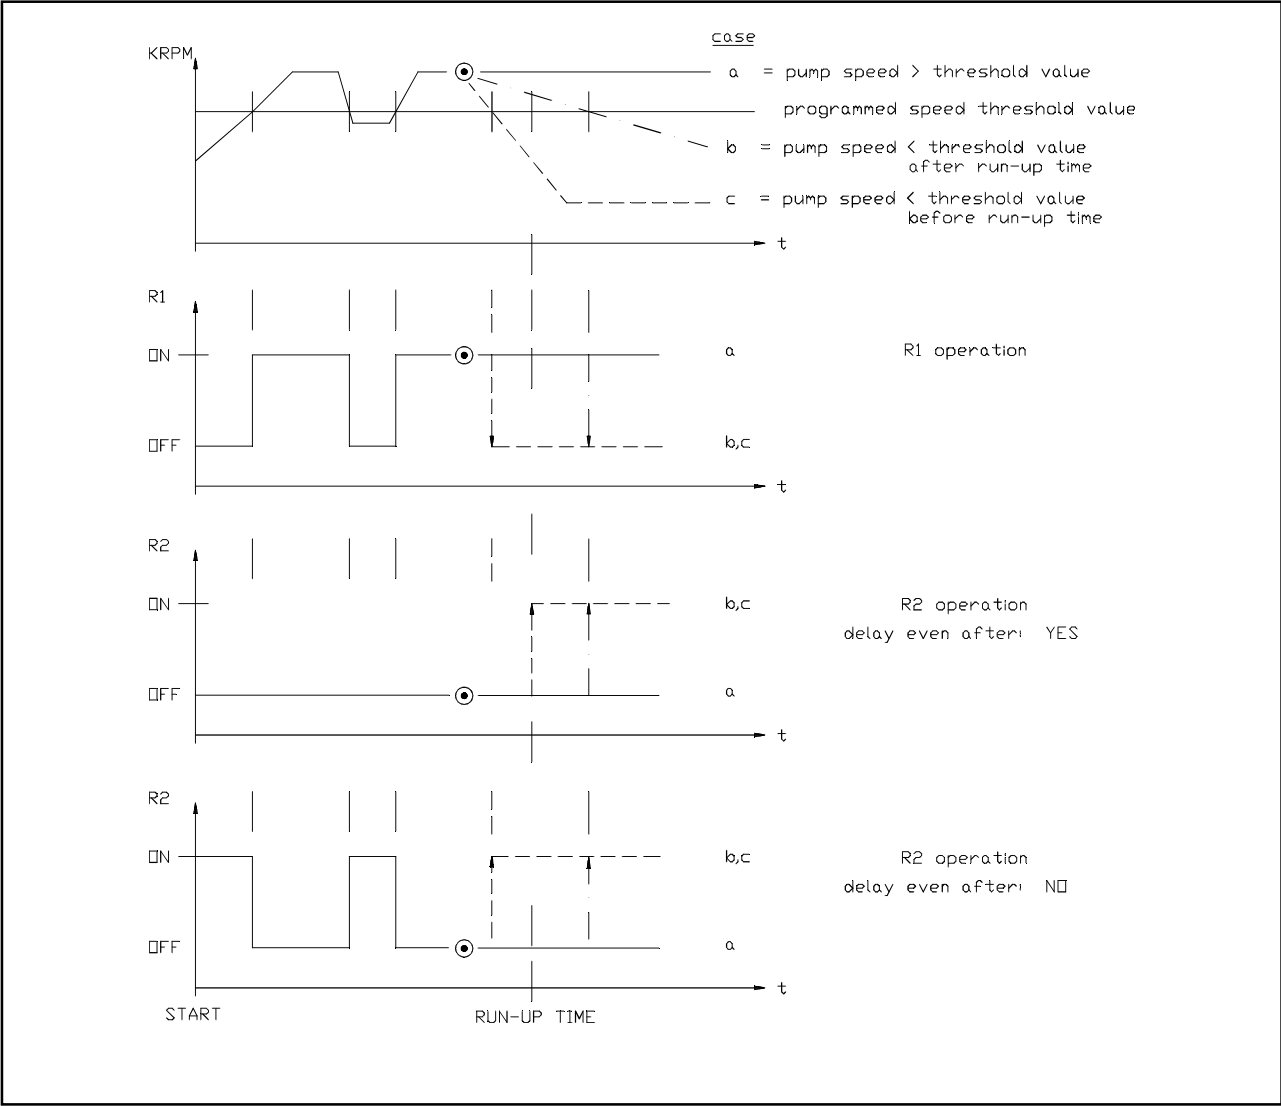 case
KRPM
a = pump speed > threshold value
programmed speed threshold value
b = pump speed < threshold value
after run-up time
c = pump speed < threshold value
before run-up time
t
R1
ON
a
R1 operation
OFF
b,c
t
R2
ON
b,c
R2 operation
delay even after: YES
OFF
a
t
R2
ON
b,c
R2 operation
delay even after: NO
OFF
a
t
START
RUN-UP TIME